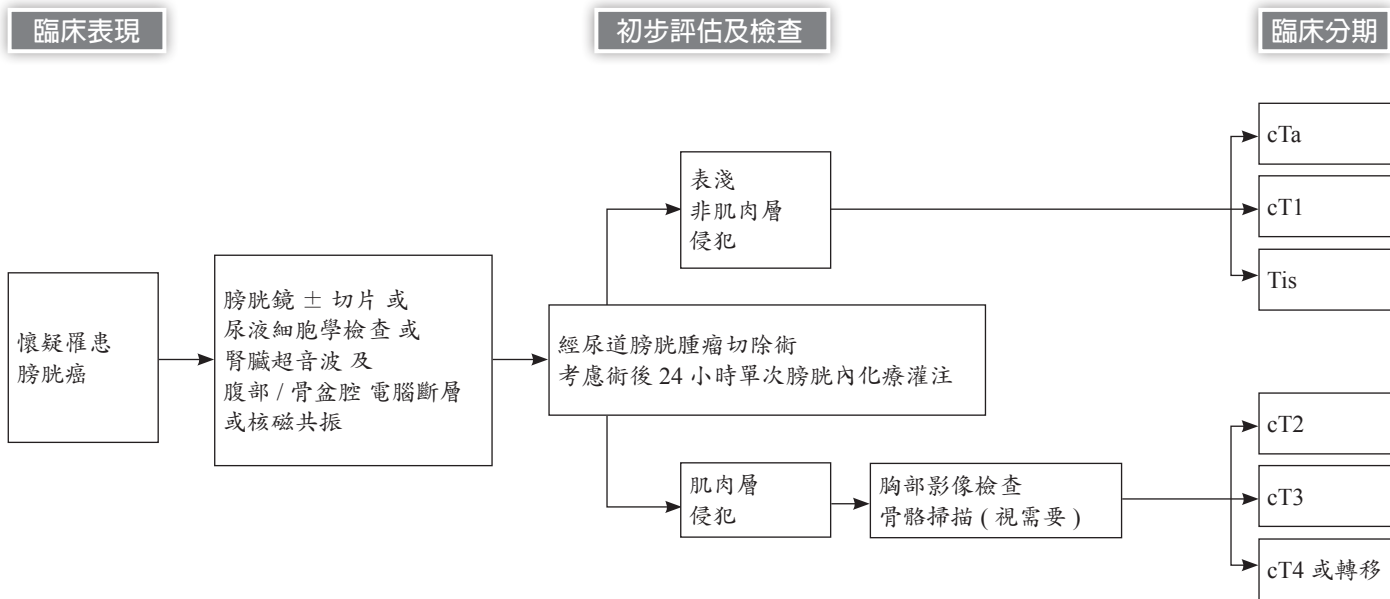 臨床表現
初步評估及檢查
臨床分期
懷疑罹患
膀胱癌
膀胱鏡 ± 切片 或
尿液細胞學檢查 或
腎臟超音波 及
腹部 / 骨盆腔 電腦斷層
或核磁共振
經尿道膀胱腫瘤切除術
考慮術後 24 小時單次膀胱內化療灌注
表淺
非肌肉層
侵犯
cTa
cT1
Tis
肌肉層
侵犯
胸部影像檢查
骨骼掃描 ( 視需要 )
cT2
cT3
cT4 或轉移